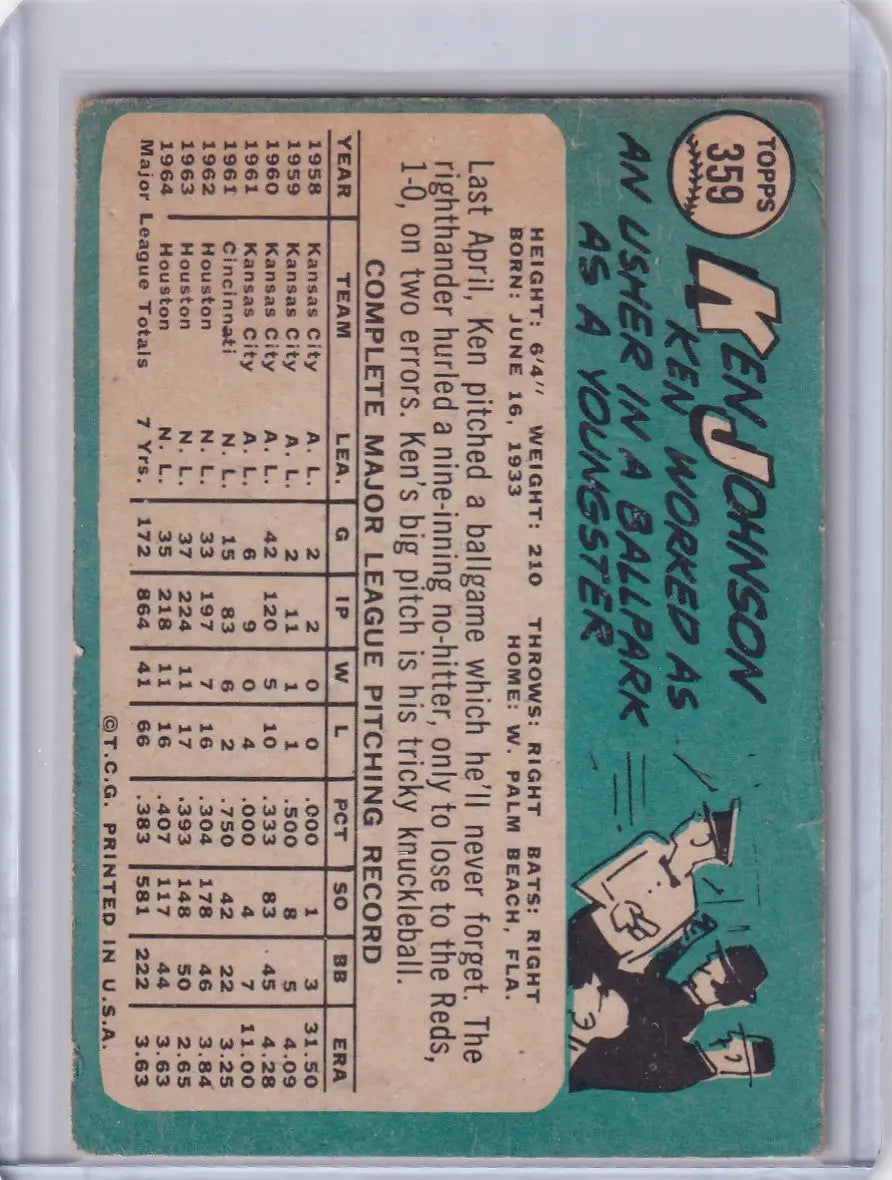 TOPPS
359
KEN JOHNSON
KEN WORKED AS
AN USHER IN A BALLPARK
AS A YOUNGSTER
HEIGHT: 6'4" WEIGHT: 210 THROWS: RIGHT BATS: RIGHT
BORN: JUNE 16, 1933 HOME: W. PALM BEACH, FLA.
Last April, Ken pitched a ballgame which he'll never forget. The
righthander hurled a nine-inning no-hitter, only to lose to the Reds,
1-0, on two errors. Ken's big pitch is his tricky knuckleball.
COMPLETE MAJOR LEAGUE PITCHING RECORD
YEAR TEAM LEA. G IP W L PCT SO BB ERA
1958 Kansas City A. L. 2 2 0 0 .000 1 3 31.50
1959 Kansas City A. L. 2 11 1 1 .500 8 5 4.09
1960 Kansas City A. L. 42 120 5 10 .333 83 45 4.28
1961 Kansas City A. L. 6 9 0 4 .000 4 7 11.00
1961 Cincinnati N. L. 15 83 6 2 .750 42 22 3.25
1962 Houston N. L. 33 197 7 16 .304 178 46 3.84
1963 Houston N. L. 37 224 11 17 .393 148 50 2.65
1964 Houston N. L. 35 218 11 16 .407 117 44 3.63
Major League Totals 7 Yrs. 172 864 41 66 .383 581 222 3.63
©T.C.G. PRINTED IN U.S.A.